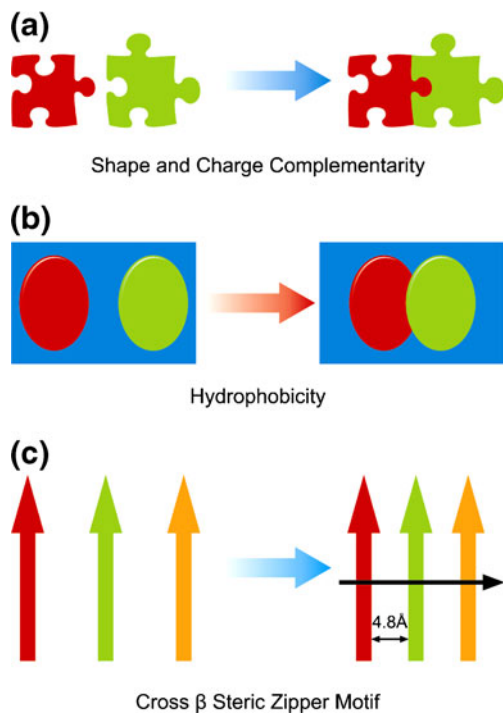 (a)
Shape and Charge Complementarity
(b)
Hydrophobicity
(c)
4.8Å
Cross β Steric Zipper Motif